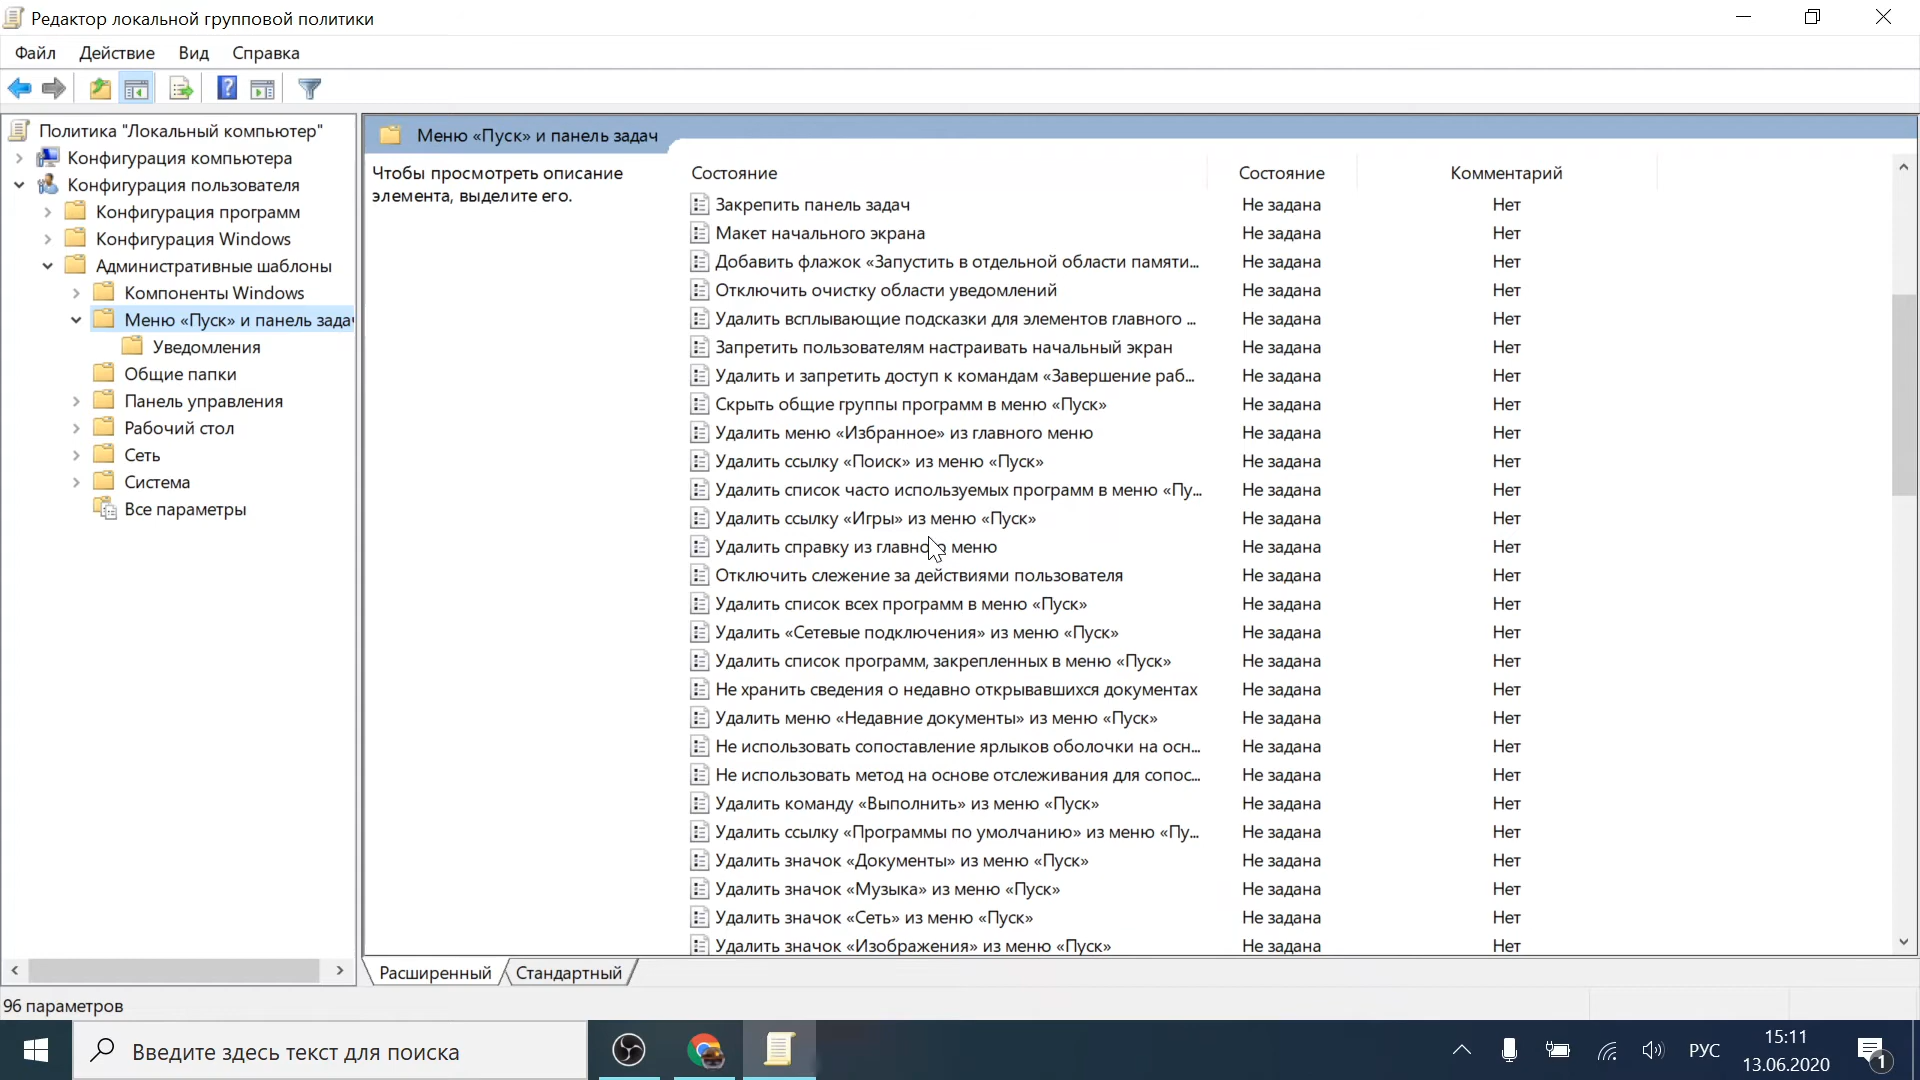 Редактор локальной групповой политики
Файл Действие Вид Справка
Политика "Локальный компьютер"
Конфигурация компьютера
Конфигурация пользователя
Конфигурация программ
Конфигурация Windows
Административные шаблоны
Компоненты Windows
Меню «Пуск» и панель зада
Уведомления
Общие папки
Панель управления
Рабочий стол
Сеть
Система
Все параметры
Меню «Пуск» и панель задач
Чтобы просмотреть описание
элемента, выделите его.
Состояние Состояние Комментарий
Закрепить панель задач Не задана Нет
Макет начального экрана Не задана Нет
Добавить флажок «Запустить в отдельной области памяти... Не задана Нет
Отключить очистку области уведомлений Не задана Нет
Удалить всплывающие подсказки для элементов главного ... Не задана Нет
Запретить пользователям настраивать начальный экран Не задана Нет
Удалить и запретить доступ к командам «Завершение раб... Не задана Нет
Скрыть общие группы программ в меню «Пуск» Не задана Нет
Удалить меню «Избранное» из главного меню Не задана Нет
Удалить ссылку «Поиск» из меню «Пуск» Не задана Нет
Удалить список часто используемых программ в меню «Пу... Не задана Нет
Удалить ссылку «Игры» из меню «Пуск» Не задана Нет
Удалить справку из главного меню Не задана Нет
Отключить слежение за действиями пользователя Не задана Нет
Удалить список всех программ в меню «Пуск» Не задана Нет
Удалить «Сетевые подключения» из меню «Пуск» Не задана Нет
Удалить список программ, закрепленных в меню «Пуск» Не задана Нет
Не хранить сведения о недавно открывавшихся документах Не задана Нет
Удалить меню «Недавние документы» из меню «Пуск» Не задана Нет
Не использовать сопоставление ярлыков оболочки на осн... Не задана Нет
Не использовать метод на основе отслеживания для сопос... Не задана Нет
Удалить команду «Выполнить» из меню «Пуск» Не задана Нет
Удалить ссылку «Программы по умолчанию» из меню «Пу... Не задана Нет
Удалить значок «Документы» из меню «Пуск» Не задана Нет
Удалить значок «Музыка» из меню «Пуск» Не задана Нет
Удалить значок «Сеть» из меню «Пуск» Не задана Нет
Удалить значок «Изображения» из меню «Пуск» Не задана Нет
Расширенный Стандартный
96 параметров
Введите здесь текст для поиска
РУС
15:11
13.06.2020
1